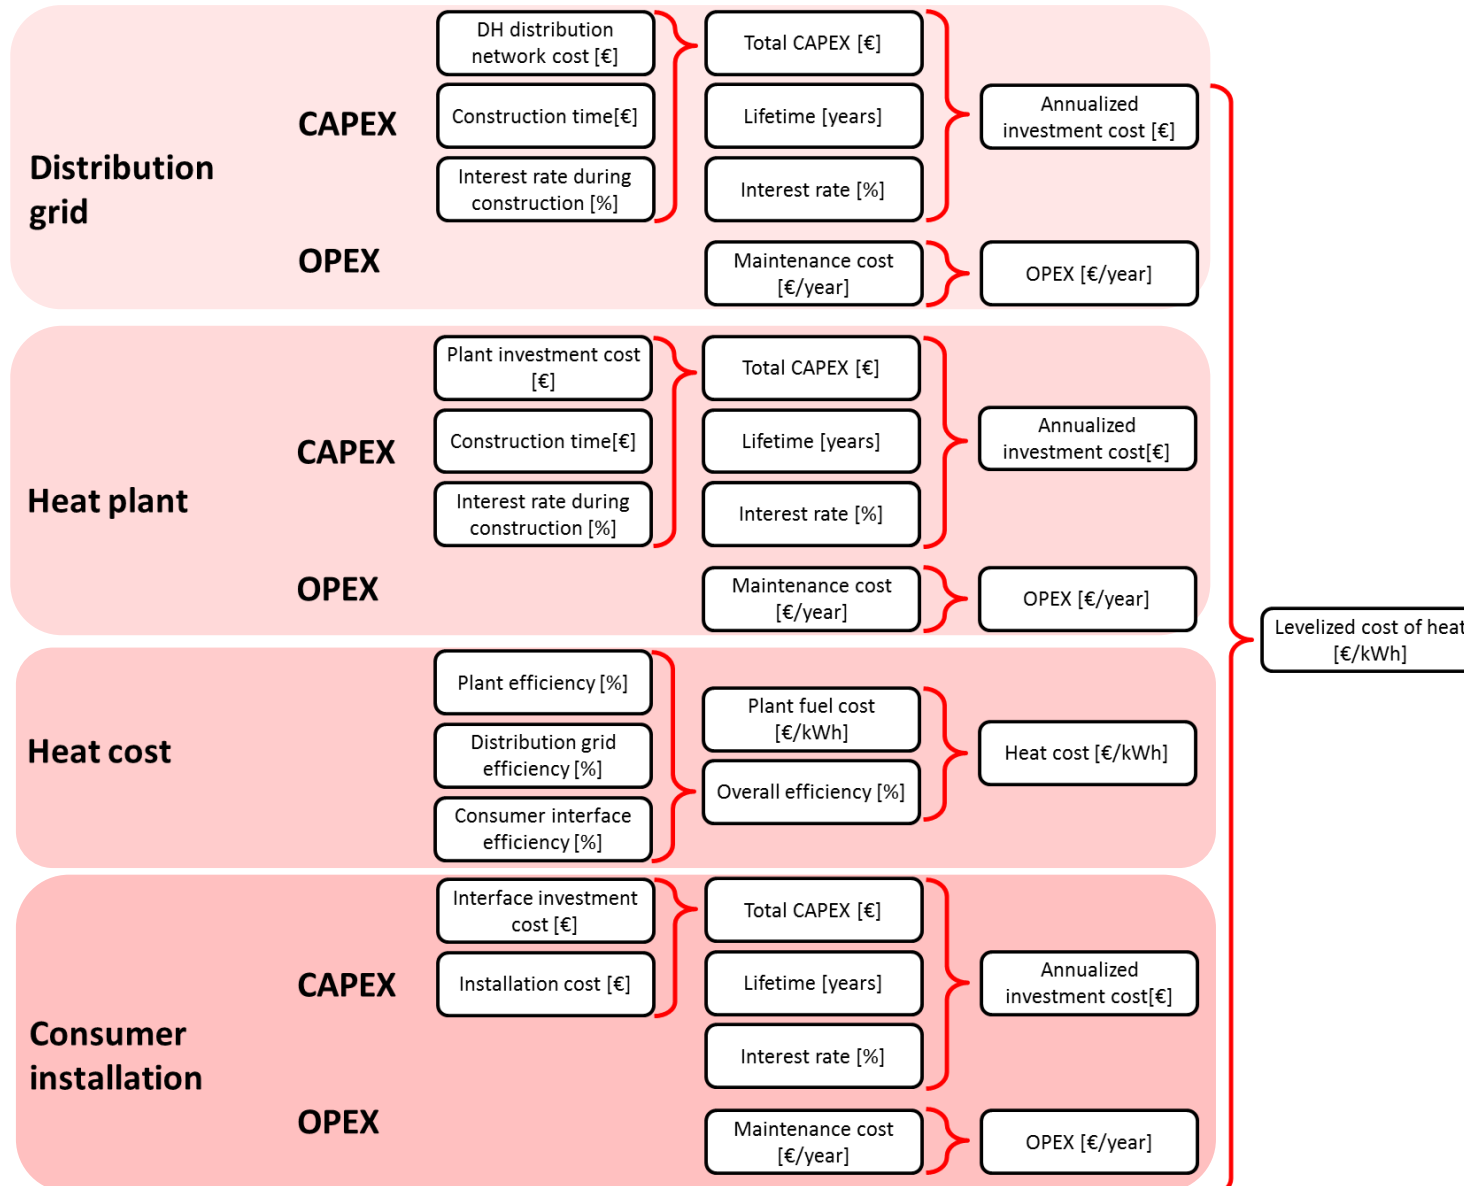 Distribution
grid
CAPEX
DH distribution
network cost [€]
Construction time[€]
Interest rate during
construction [%]
Total CAPEX [€]
Lifetime [years]
Interest rate [%]
Annualized
investment cost [€]
OPEX
Maintenance cost
[€/year]
OPEX [€/year]
Heat plant
CAPEX
Plant investment cost
[€]
Construction time[€]
Interest rate during
construction [%]
Total CAPEX [€]
Lifetime [years]
Interest rate [%]
Annualized
investment cost[€]
OPEX
Maintenance cost
[€/year]
OPEX [€/year]
Heat cost
Plant efficiency [%]
Distribution grid
efficiency [%]
Consumer interface
efficiency [%]
Plant fuel cost
[€/kWh]
Overall efficiency [%]
Heat cost [€/kWh]
Consumer
installation
CAPEX
Interface investment
cost [€]
Installation cost [€]
Total CAPEX [€]
Lifetime [years]
Interest rate [%]
Annualized
investment cost[€]
OPEX
Maintenance cost
[€/year]
OPEX [€/year]
Levelized cost of heat
[€/kWh]